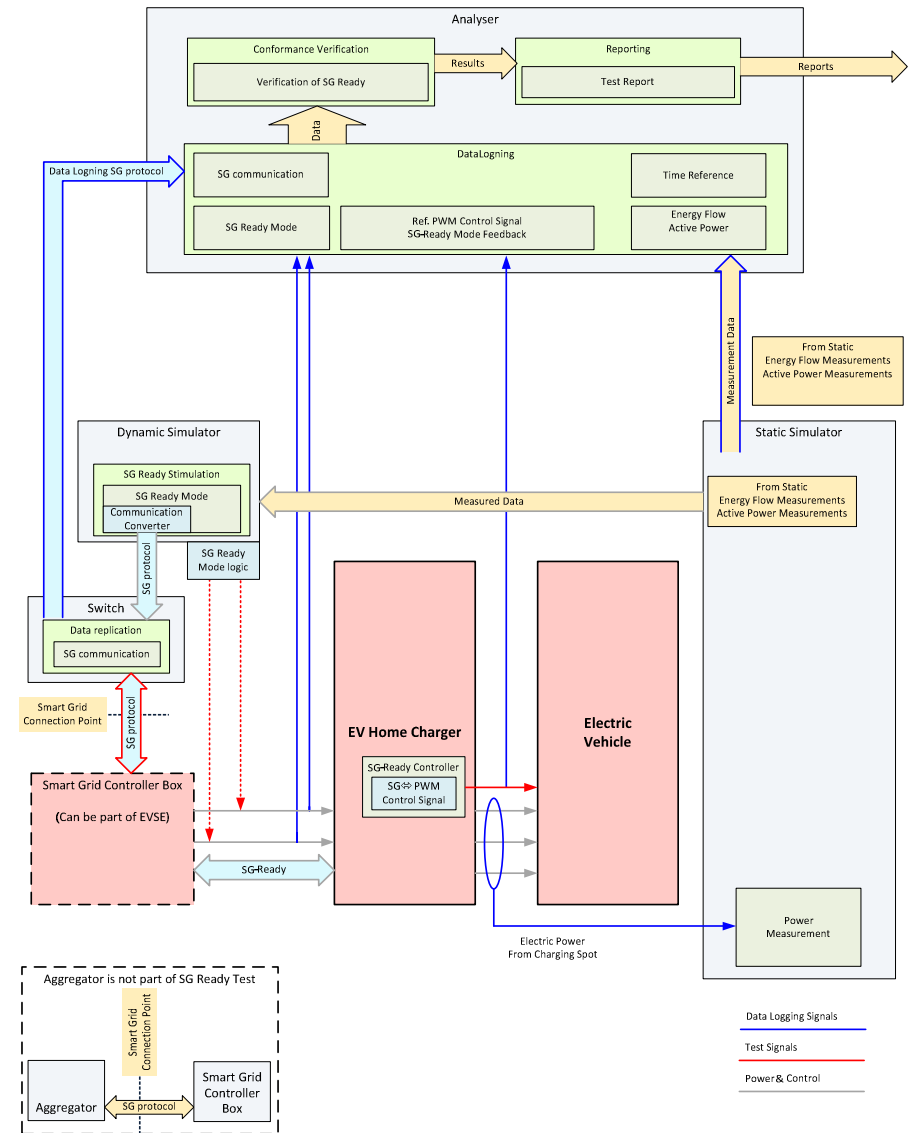 Analyser
Conformance Verification
Verification of SG Ready
Results
Reporting
Test Report
Reports
Data
DataLogning
SG communication
Time Reference
SG Ready Mode
Ref. PWM Control Signal
SG-Ready Mode Feedback
Energy Flow
Active Power
Data Logning SG protocol
Measurement Data
From Static
Energy Flow Measurements
Active Power Measurements
Dynamic Simulator
SG Ready Stimulation
SG Ready Mode
Communication
Converter
SG Ready
Mode logic
SG protocol
Measured Data
Static Simulator
From Static
Energy Flow Measurements
Active Power Measurements
Switch
Data replication
SG communication
Smart Grid
Connection Point
SG protocol
Smart Grid Controller Box
(Can be part of EVSE)
SG-Ready
EV Home Charger
SG-Ready Controller
SG⇔ PWM
Control Signal
Electric
Vehicle
Electric Power
From Charging Spot
Power
Measurement
Aggregator is not part of SG Ready Test
Smart Grid
Connection Point
Aggregator
SG protocol
Smart Grid
Controller
Box
Data Logging Signals
Test Signals
Power& Control